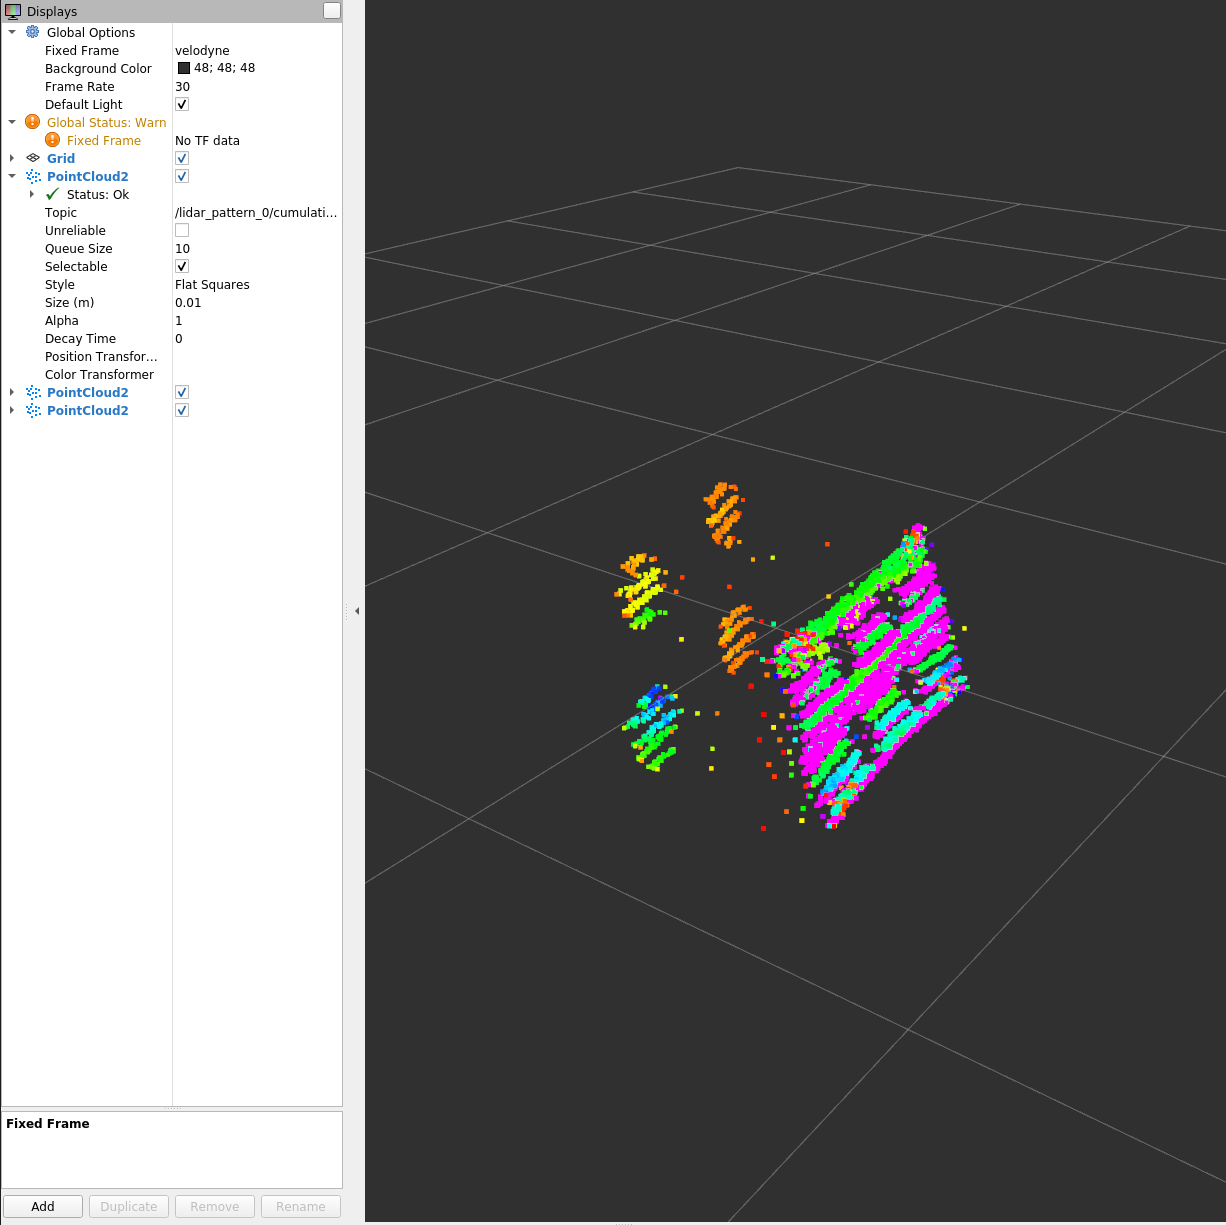 Displays
Global Options
Fixed Frame velodyne
Background Color 48; 48; 48
Frame Rate 30
Default Light
Global Status: Warn
Fixed Frame No TF data
Grid
PointCloud2
Status: Ok
Topic /lidar_pattern_0/cumulati...
Unreliable
Queue Size 10
Selectable
Style Flat Squares
Size (m) 0.01
Alpha 1
Decay Time 0
Position Transfor...
Color Transformer
PointCloud2
PointCloud2
Fixed Frame
Add Duplicate Remove Rename